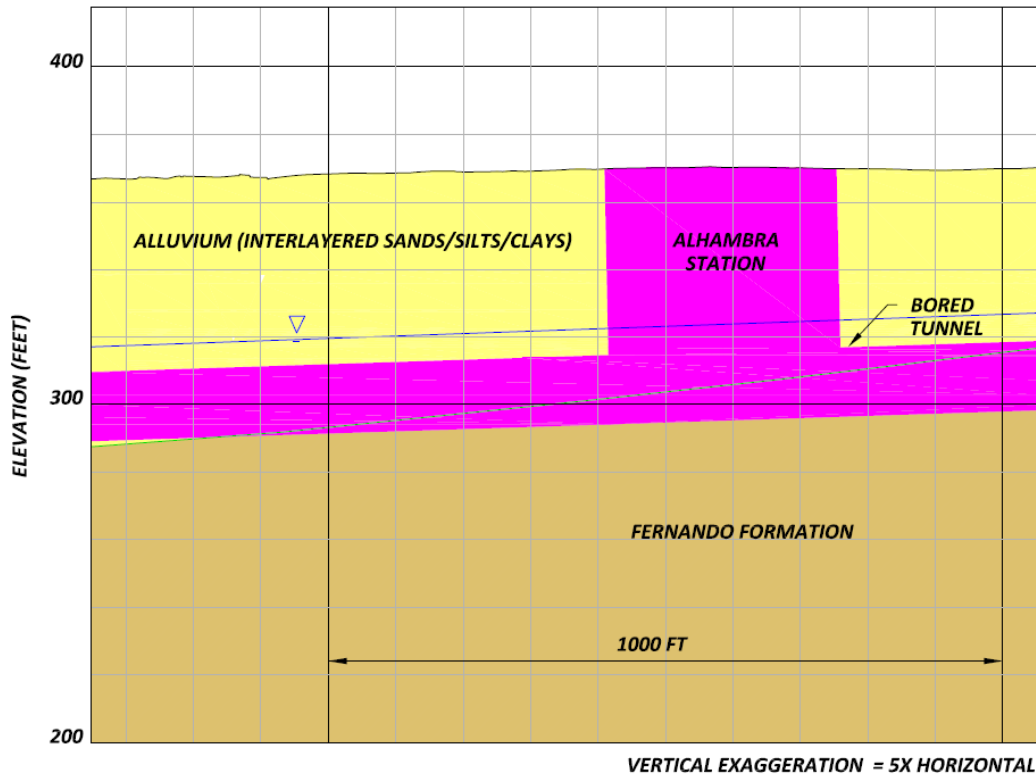 400
ALLUVIUM (INTERLAYERED SANDS/SILTS/CLAYS)
ALHAMBRA
STATION
BORED
TUNNEL
ELEVATION (FEET)
300
FERNANDO FORMATION
1000 FT
200
VERTICAL EXAGGERATION = 5X HORIZONTAL